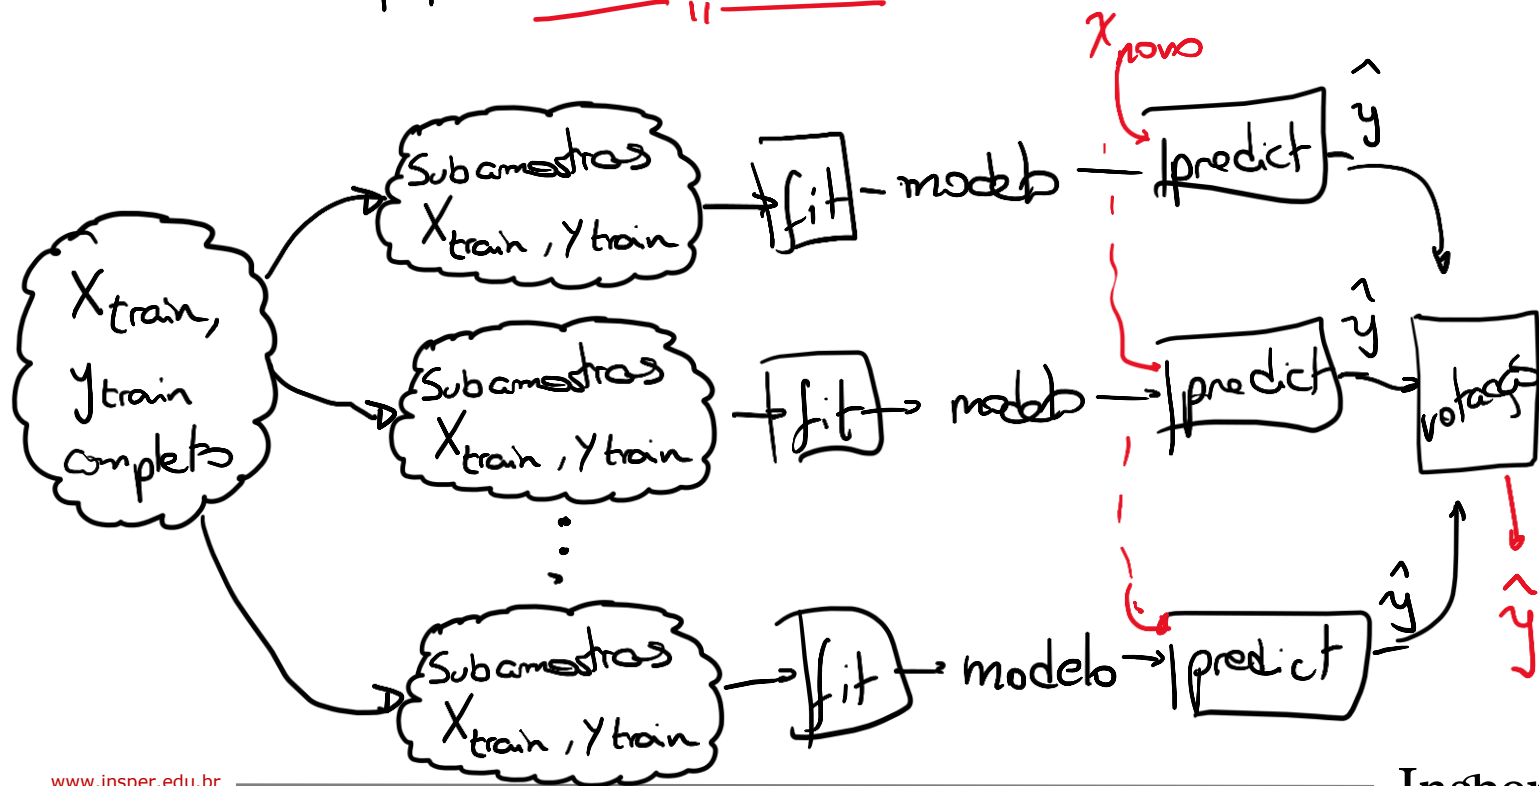 x novo
ŷ
Subamostras
X train, y train
fit
modelo
predict
X train,
y train
completo
ŷ
Subamostras
X train, y train
fit
modelo
predict
votação
ŷ
Subamostras
X train, y train
fit
modelo
predict
ŷ
www.insper.edu.br